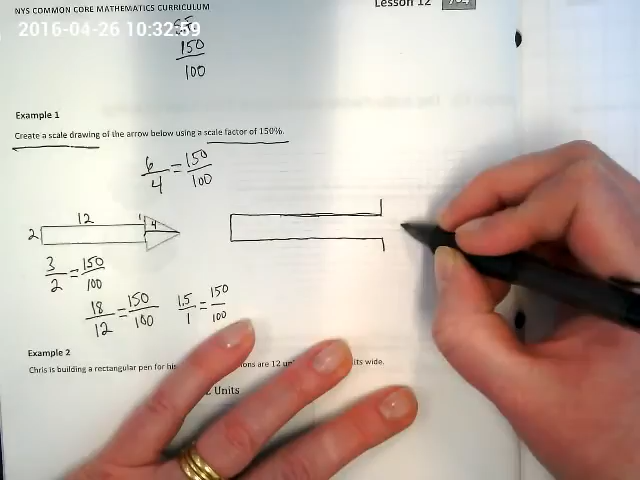 NYS COMMON CORE MATHEMATICS CURRICULUM
Lesson 12
2016-04-26 10:32:59
150
100
Example 1
Create a scale drawing of the arrow below using a scale factor of 150%.
6/4 = 150/100
12
4
2
3/2 = 150/100
18/12 = 150/100
1.5/1 = 150/100
Example 2
Chris is building a rectangular pen for his
are 12
wide.
Units